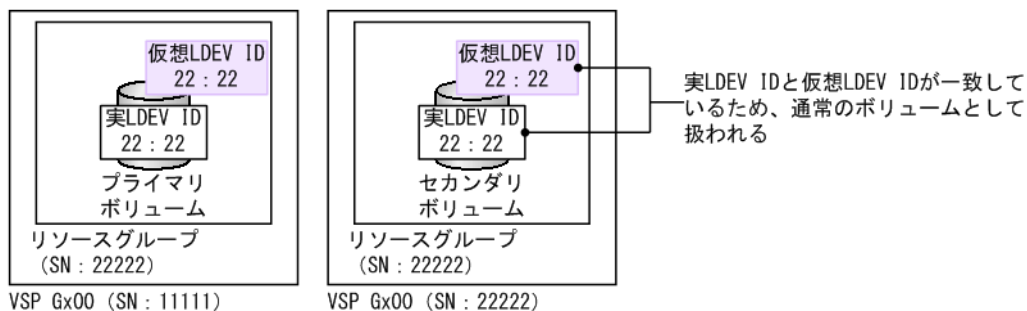 仮想LDEV ID
22：22
実LDEV ID
22：22
プライマリ
ボリューム
リソースグループ
（SN：22222）
VSP Gx00（SN：11111）
仮想LDEV ID
22：22
実LDEV ID
22：22
セカンダリ
ボリューム
リソースグループ
（SN：22222）
VSP Gx00（SN：22222）
実LDEV IDと仮想LDEV IDが一致して
いるため、通常のボリュームとして
扱われる